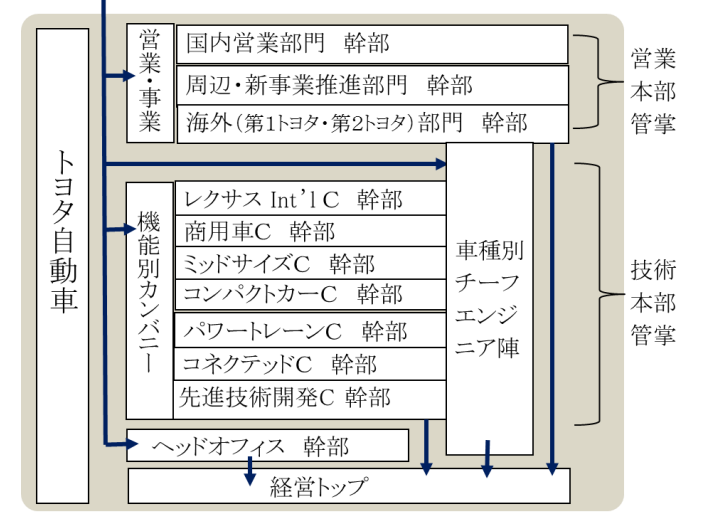 トヨタ自動車
営業・事業
国内営業部門　幹部
周辺・新事業推進部門　幹部
海外(第1トヨタ・第2トヨタ)部門　幹部
営業
本部
管掌
機能別カンパニー
レクサス Int’l C　幹部
商用車C　幹部
ミッドサイズC　幹部
コンパクトカーC　幹部
パワートレーンC　幹部
コネクテッドC　幹部
先進技術開発C 幹部
車種別
チーフ
エンジ
ニア陣
技術
本部
管掌
ヘッドオフィス　幹部
経営トップ